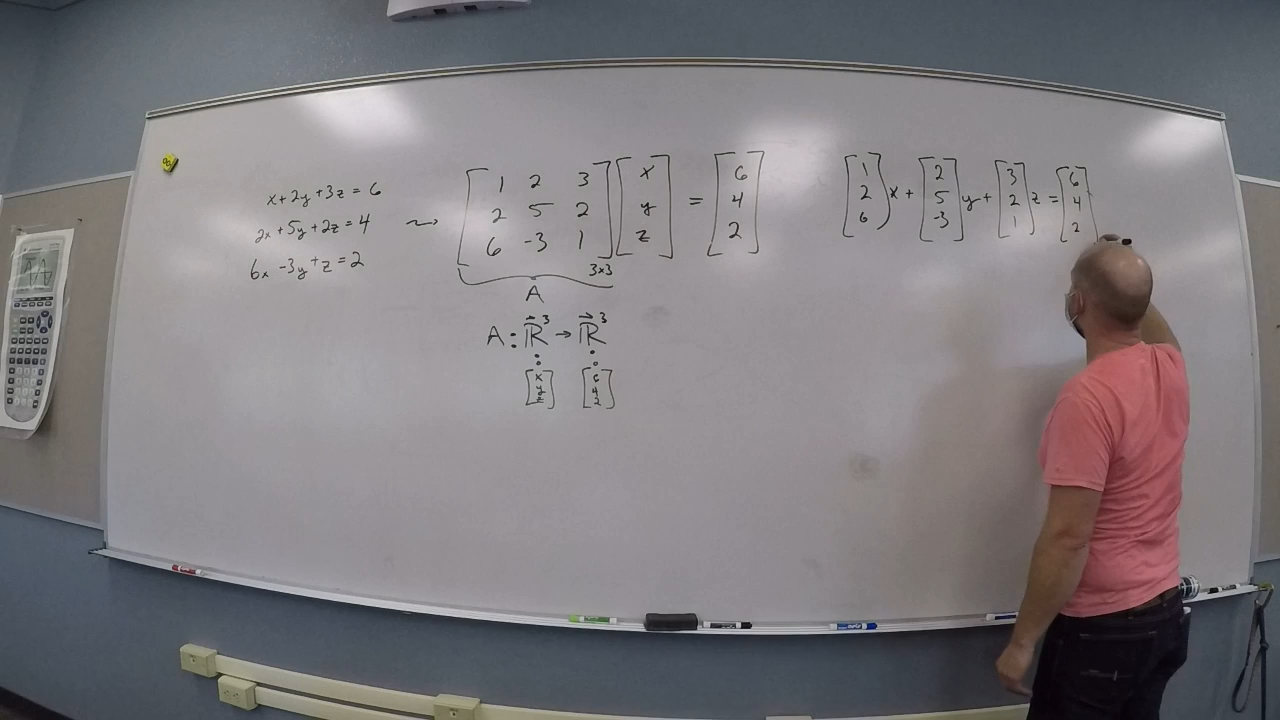 x+2y+3z=6
2x+5y+2z=4
6x-3y+z=2
⇝
[1 2 3] [x] = [6]
[2 5 2] [y] = [4]
[6 -3 1] [z] = [2]
3x3
A
A: ℝ⃗³ → ℝ⃗³
[x y z] [6 4 2]
[1 2 6]x + [2 5 -3]y + [3 2 1]z = [6 4 2]